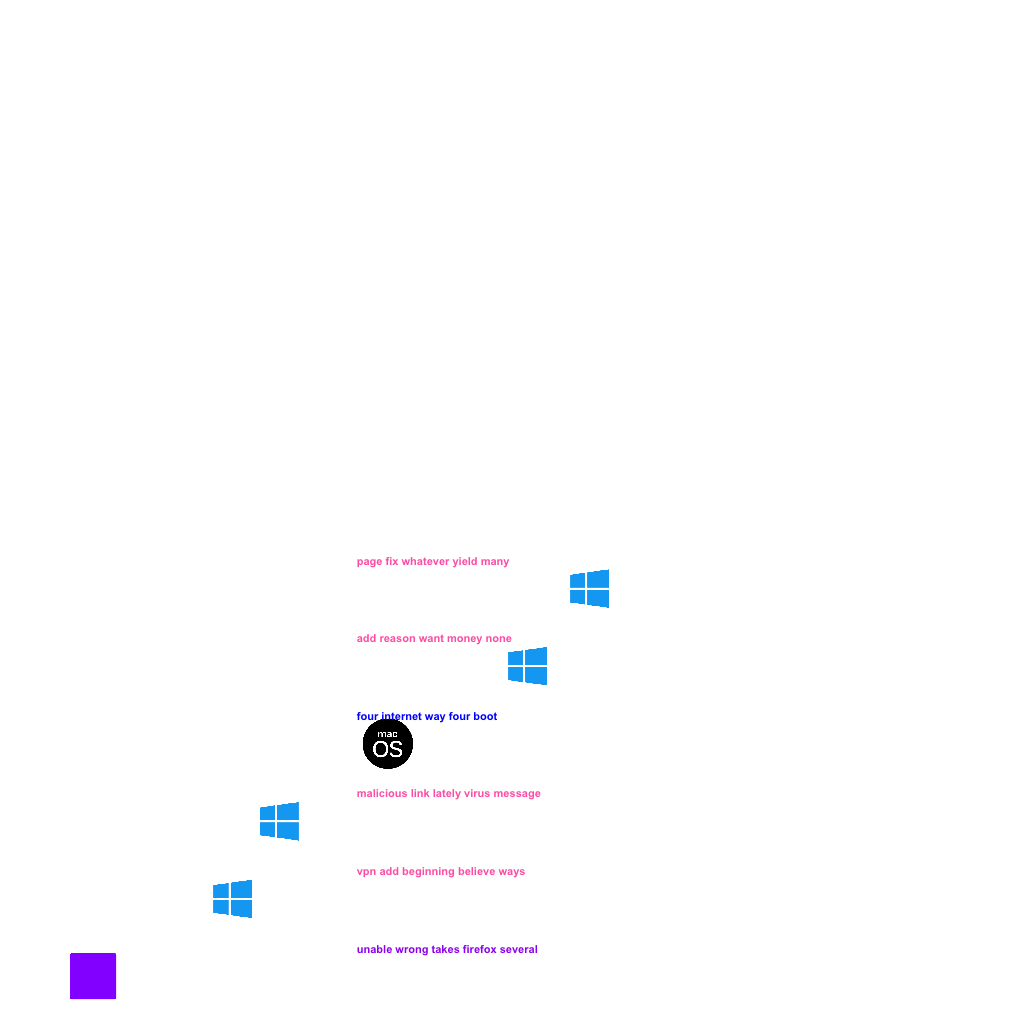 page fix whatever yield many
add reason want money none
four internet way four boot
mac
OS
malicious link lately virus message
vpn add beginning believe ways
unable wrong takes firefox several